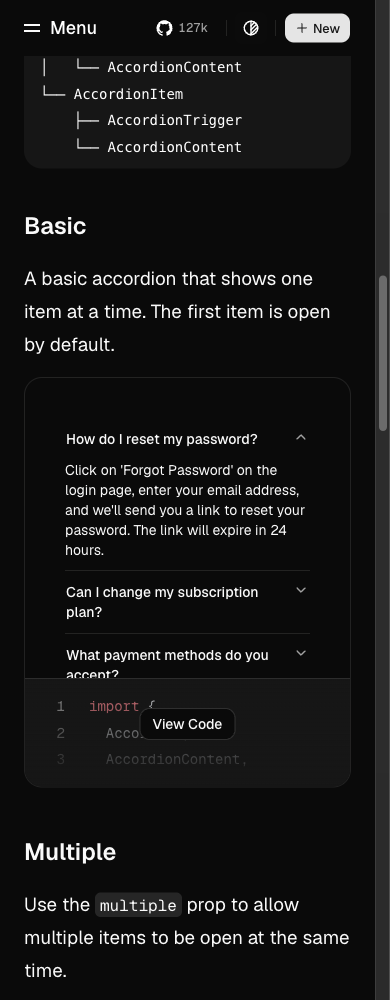 Menu 127k + New
│   └── AccordionContent
└── AccordionItem
    ├── AccordionTrigger
    └── AccordionContent
Basic
A basic accordion that shows one
item at a time. The first item is open
by default.
How do I reset my password?
Click on 'Forgot Password' on the
login page, enter your email address,
and we'll send you a link to reset your
password. The link will expire in 24
hours.
Can I change my subscription
plan?
What payment methods do you
accept?
1 import {
View Code
2 Acco
3 AccordionContent,
Multiple
Use the multiple prop to allow
multiple items to be open at the same
time.